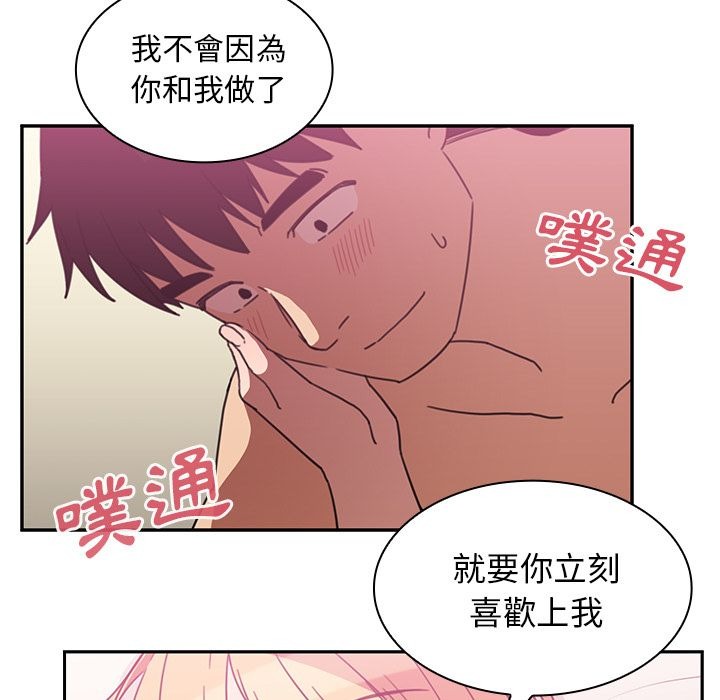 我不會因為
你和我做了
噗通
噗通
就要你立刻
喜歡上我